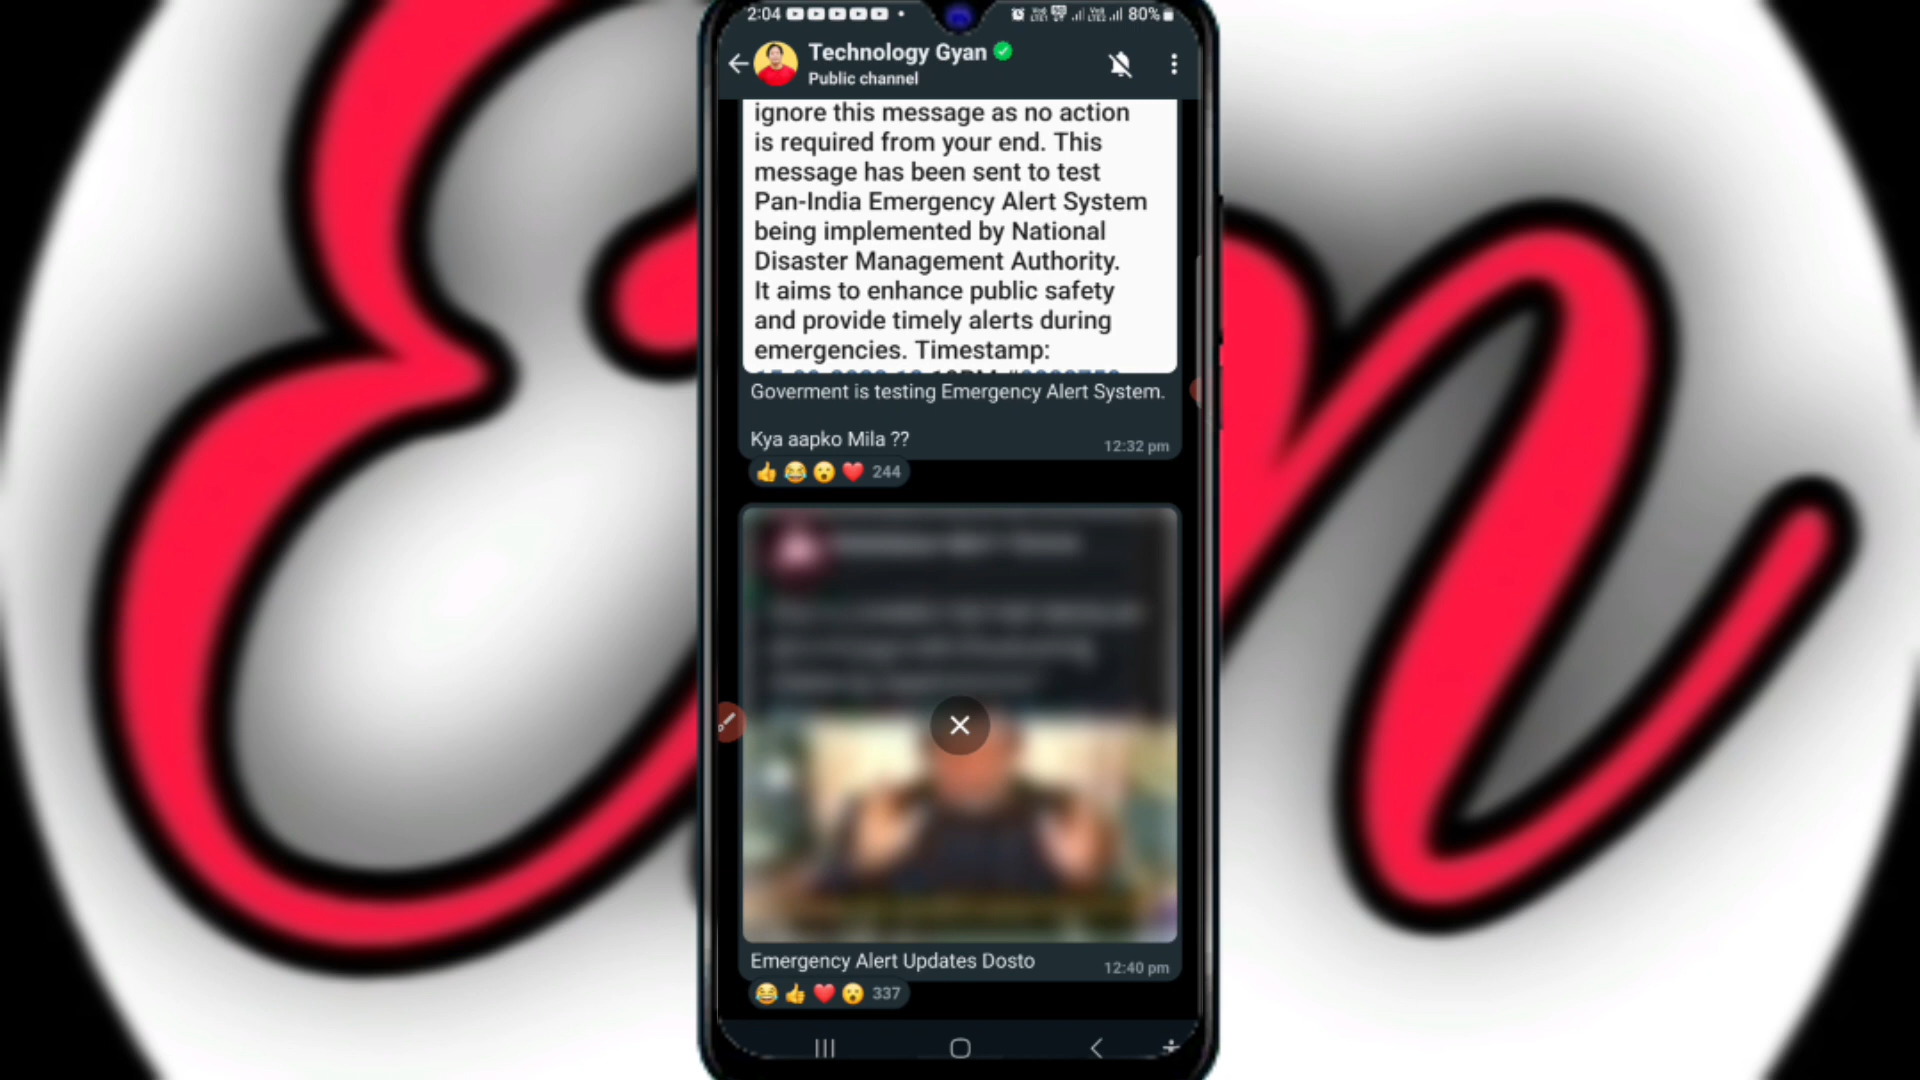 2:04
80%
Technology Gyan
Public channel
ignore this message as no action
is required from your end. This
message has been sent to test
Pan-India Emergency Alert System
being implemented by National
Disaster Management Authority.
It aims to enhance public safety
and provide timely alerts during
emergencies. Timestamp:
Goverment is testing Emergency Alert System.
Kya aapko Mila ??
12:32 pm
244
Emergency Alert Updates Dosto
12:40 pm
337